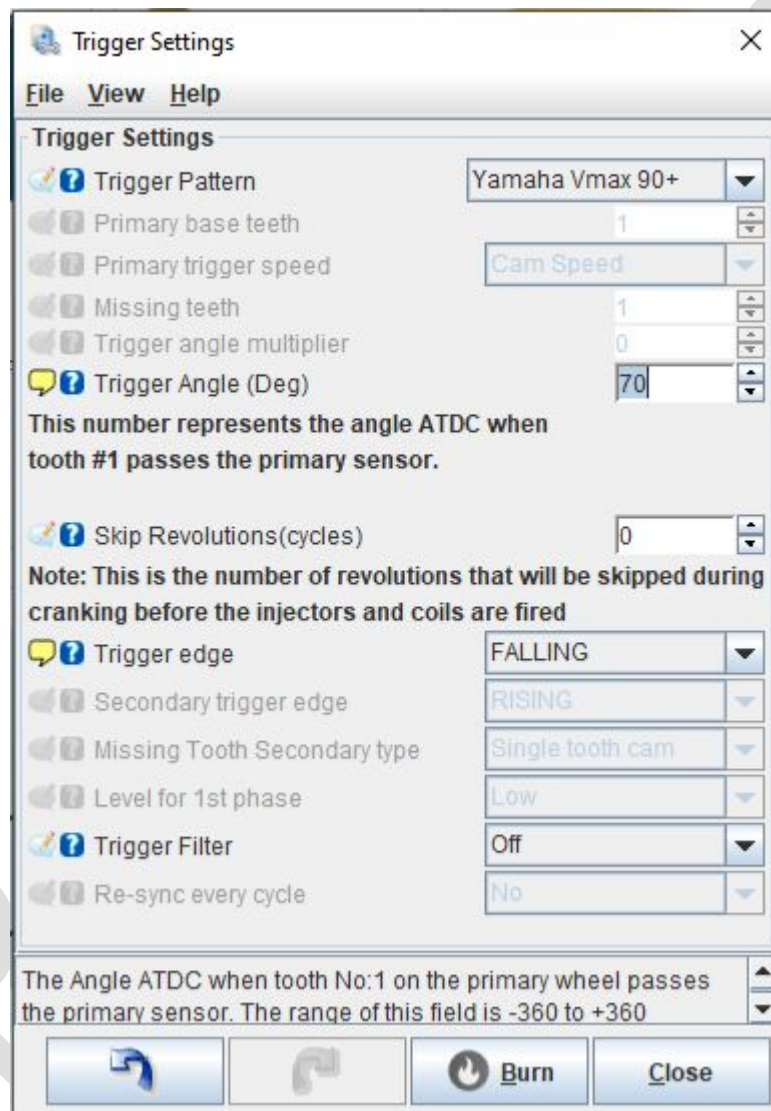 Trigger Settings
File View Help
Trigger Settings
Trigger Pattern Yamaha Vmax 90+
Primary base teeth 1
Primary trigger speed Cam Speed
Missing teeth 1
Trigger angle multiplier 0
Trigger Angle (Deg) 70
This number represents the angle ATDC when
tooth #1 passes the primary sensor.
Skip Revolutions(cycles) 0
Note: This is the number of revolutions that will be skipped during
cranking before the injectors and coils are fired
Trigger edge FALLING
Secondary trigger edge RISING
Missing Tooth Secondary type Single tooth cam
Level for 1st phase Low
Trigger Filter Off
Re-sync every cycle No
The Angle ATDC when tooth No:1 on the primary wheel passes
the primary sensor. The range of this field is -360 to +360
Burn Close